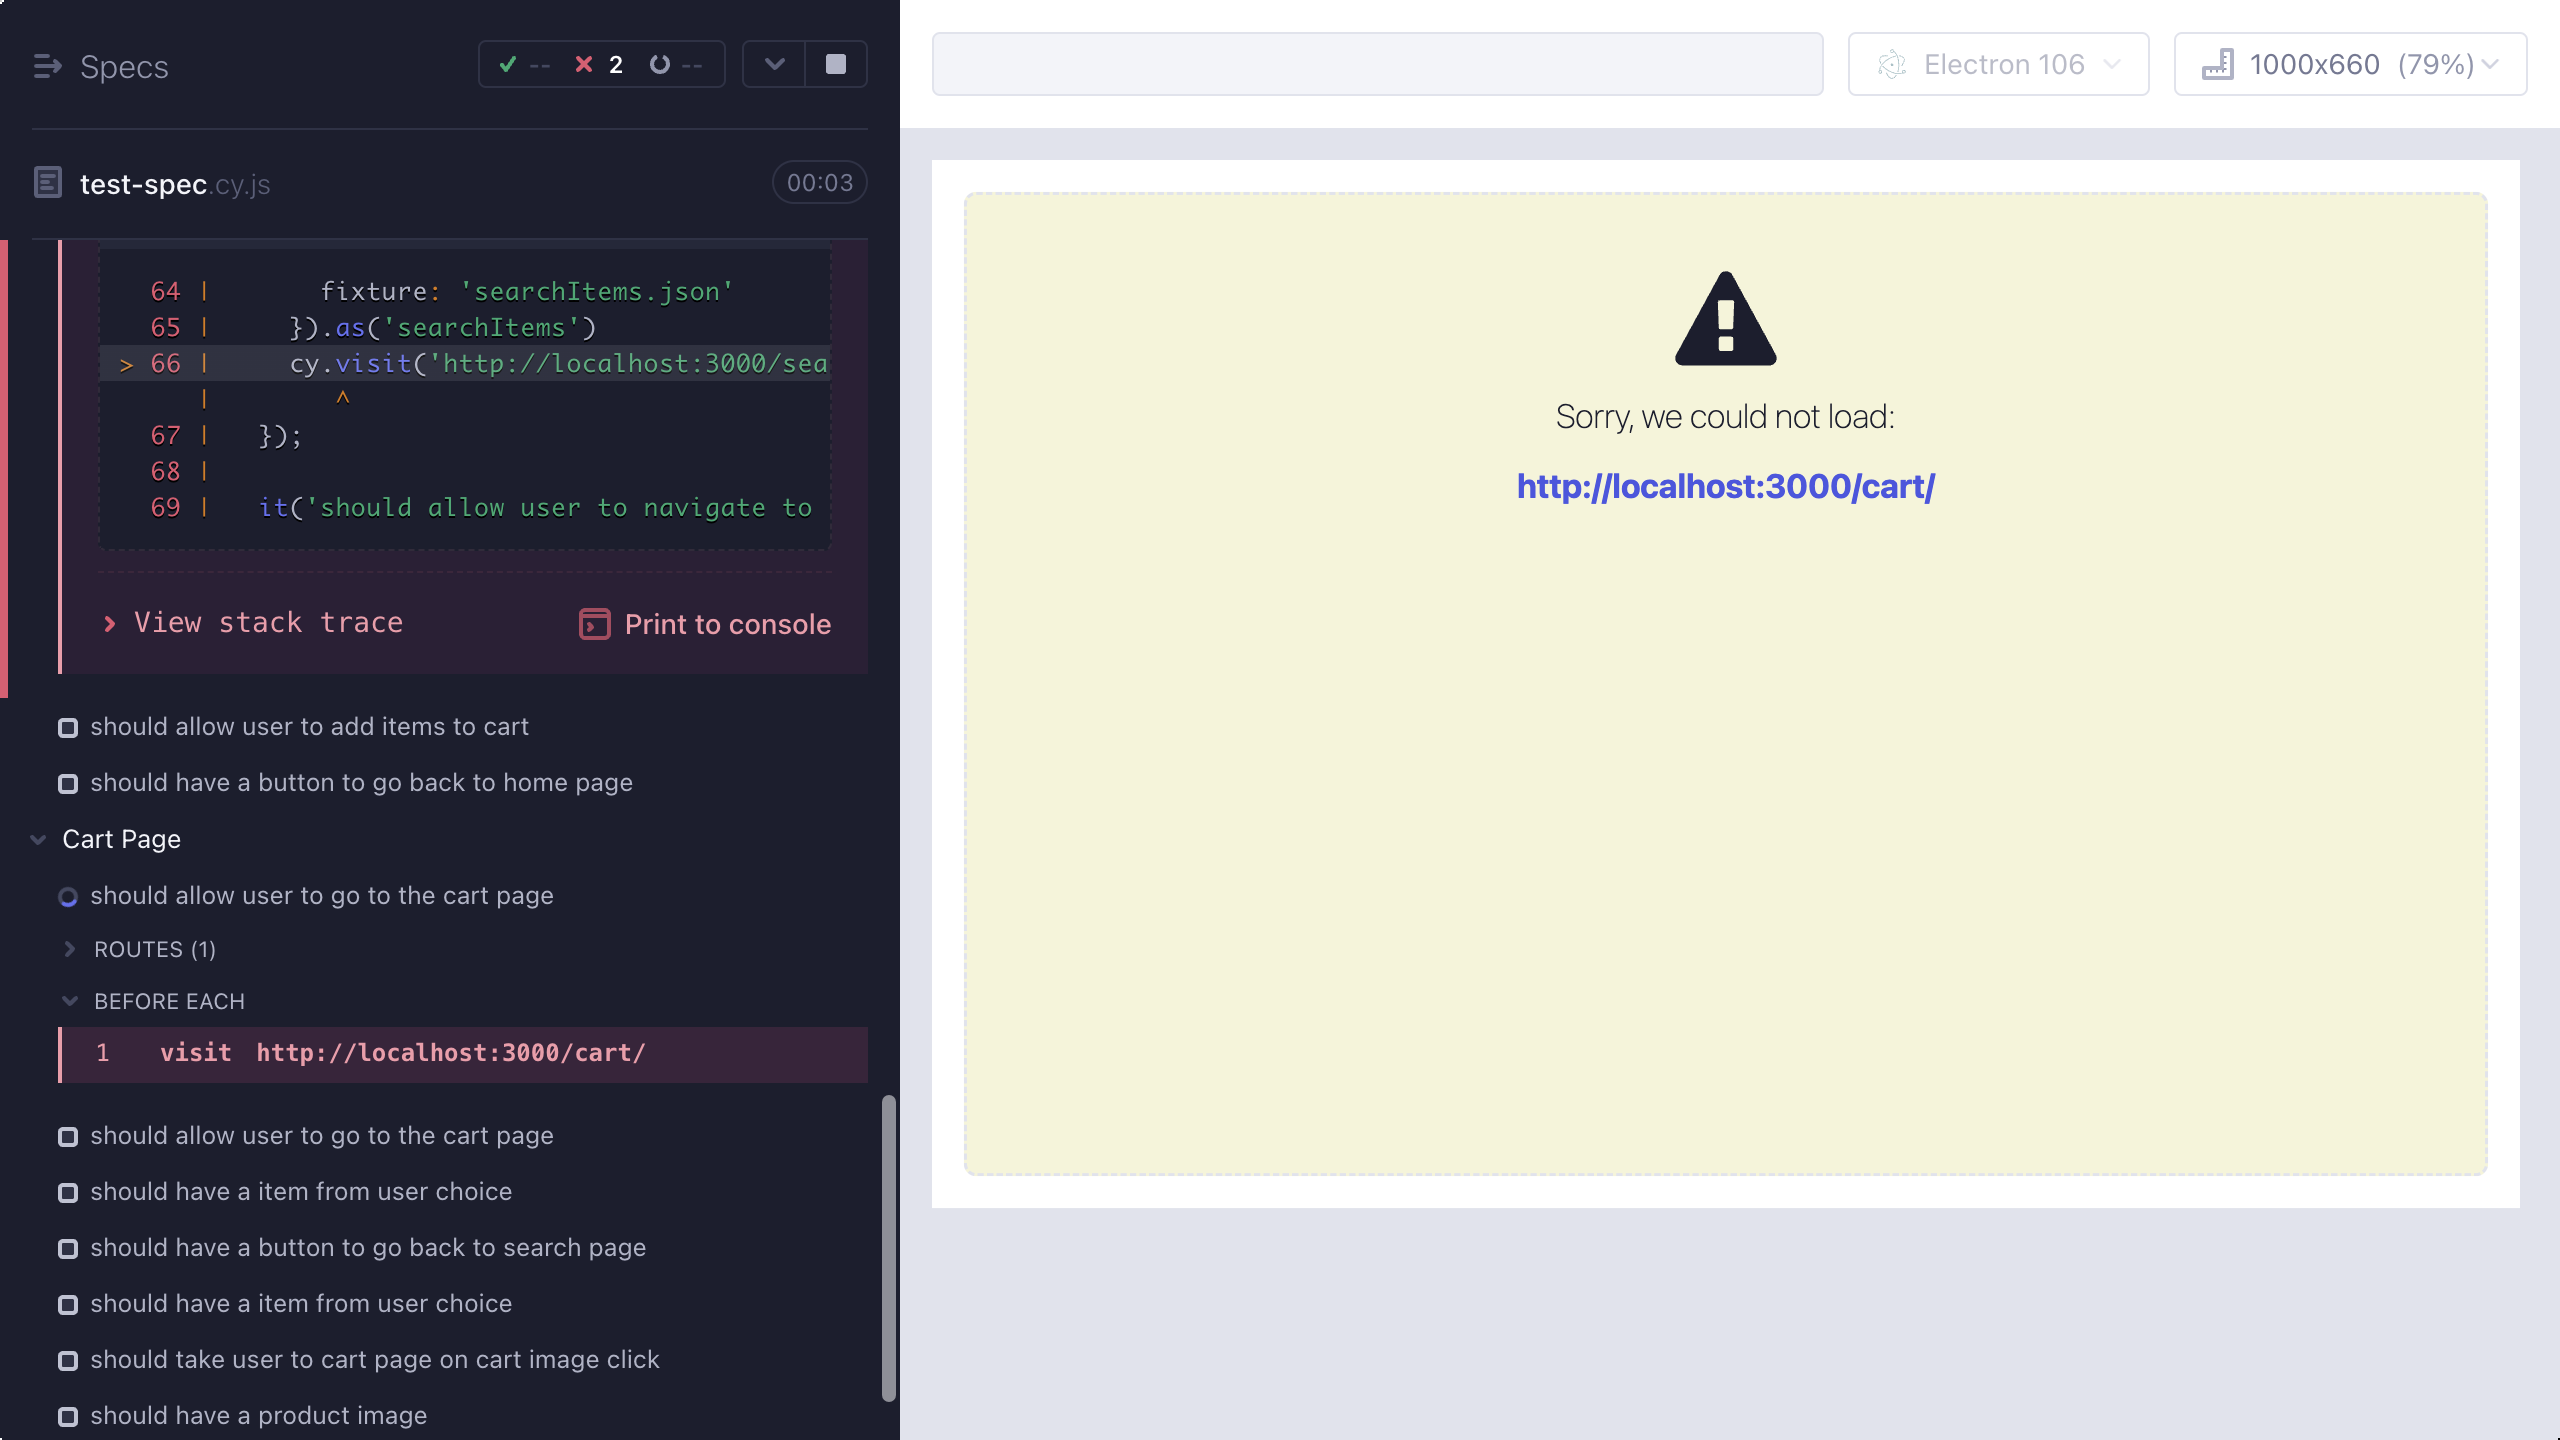 Specs
-- 2 --
test-spec.cy.js
00:03
64 | fixture: 'searchItems.json'
65 | }).as('searchItems')
> 66 | cy.visit('http://localhost:3000/sea
| ^
67 | });
68 |
69 | it('should allow user to navigate to
View stack trace
Print to console
should allow user to add items to cart
should have a button to go back to home page
Cart Page
should allow user to go to the cart page
ROUTES (1)
BEFORE EACH
1 visit http://localhost:3000/cart/
should allow user to go to the cart page
should have a item from user choice
should have a button to go back to search page
should have a item from user choice
should take user to cart page on cart image click
should have a product image
Electron 106
1000x660 (79%)
Sorry, we could not load:
http://localhost:3000/cart/